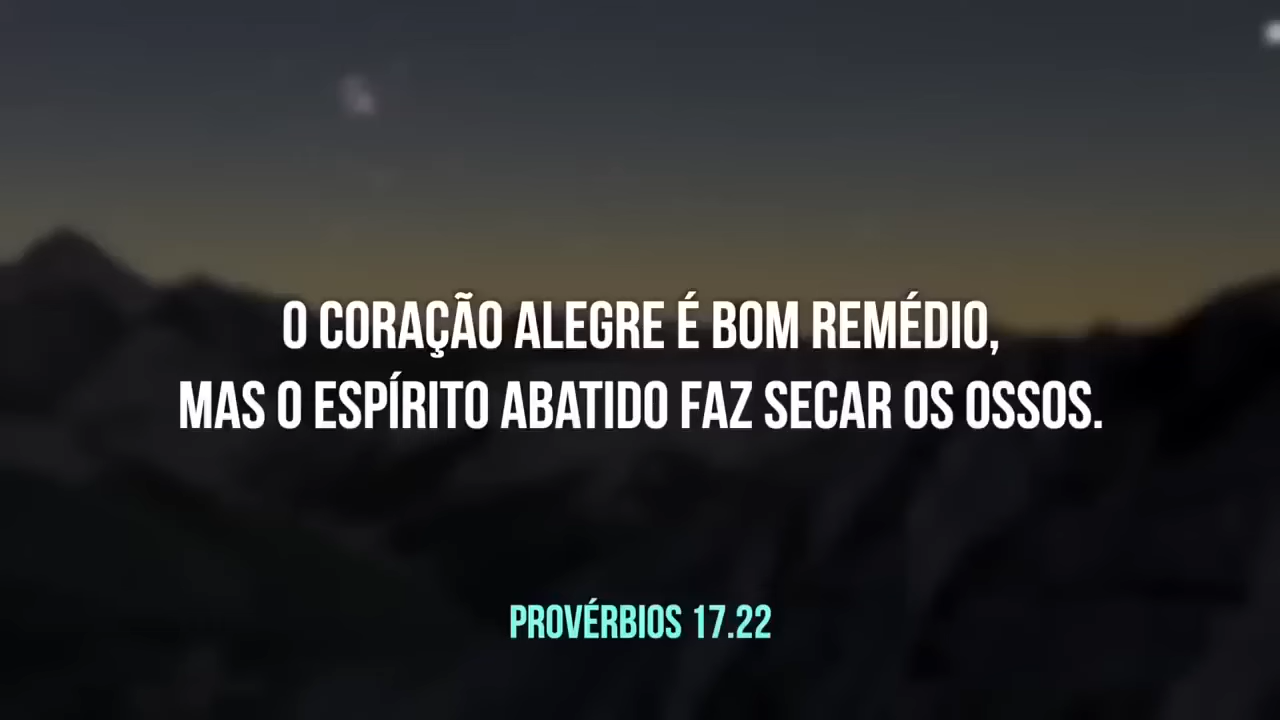 O CORAÇÃO ALEGRE É BOM REMÉDIO,
MAS O ESPÍRITO ABATIDO FAZ SECAR OS OSSOS.
PROVÉRBIOS 17.22